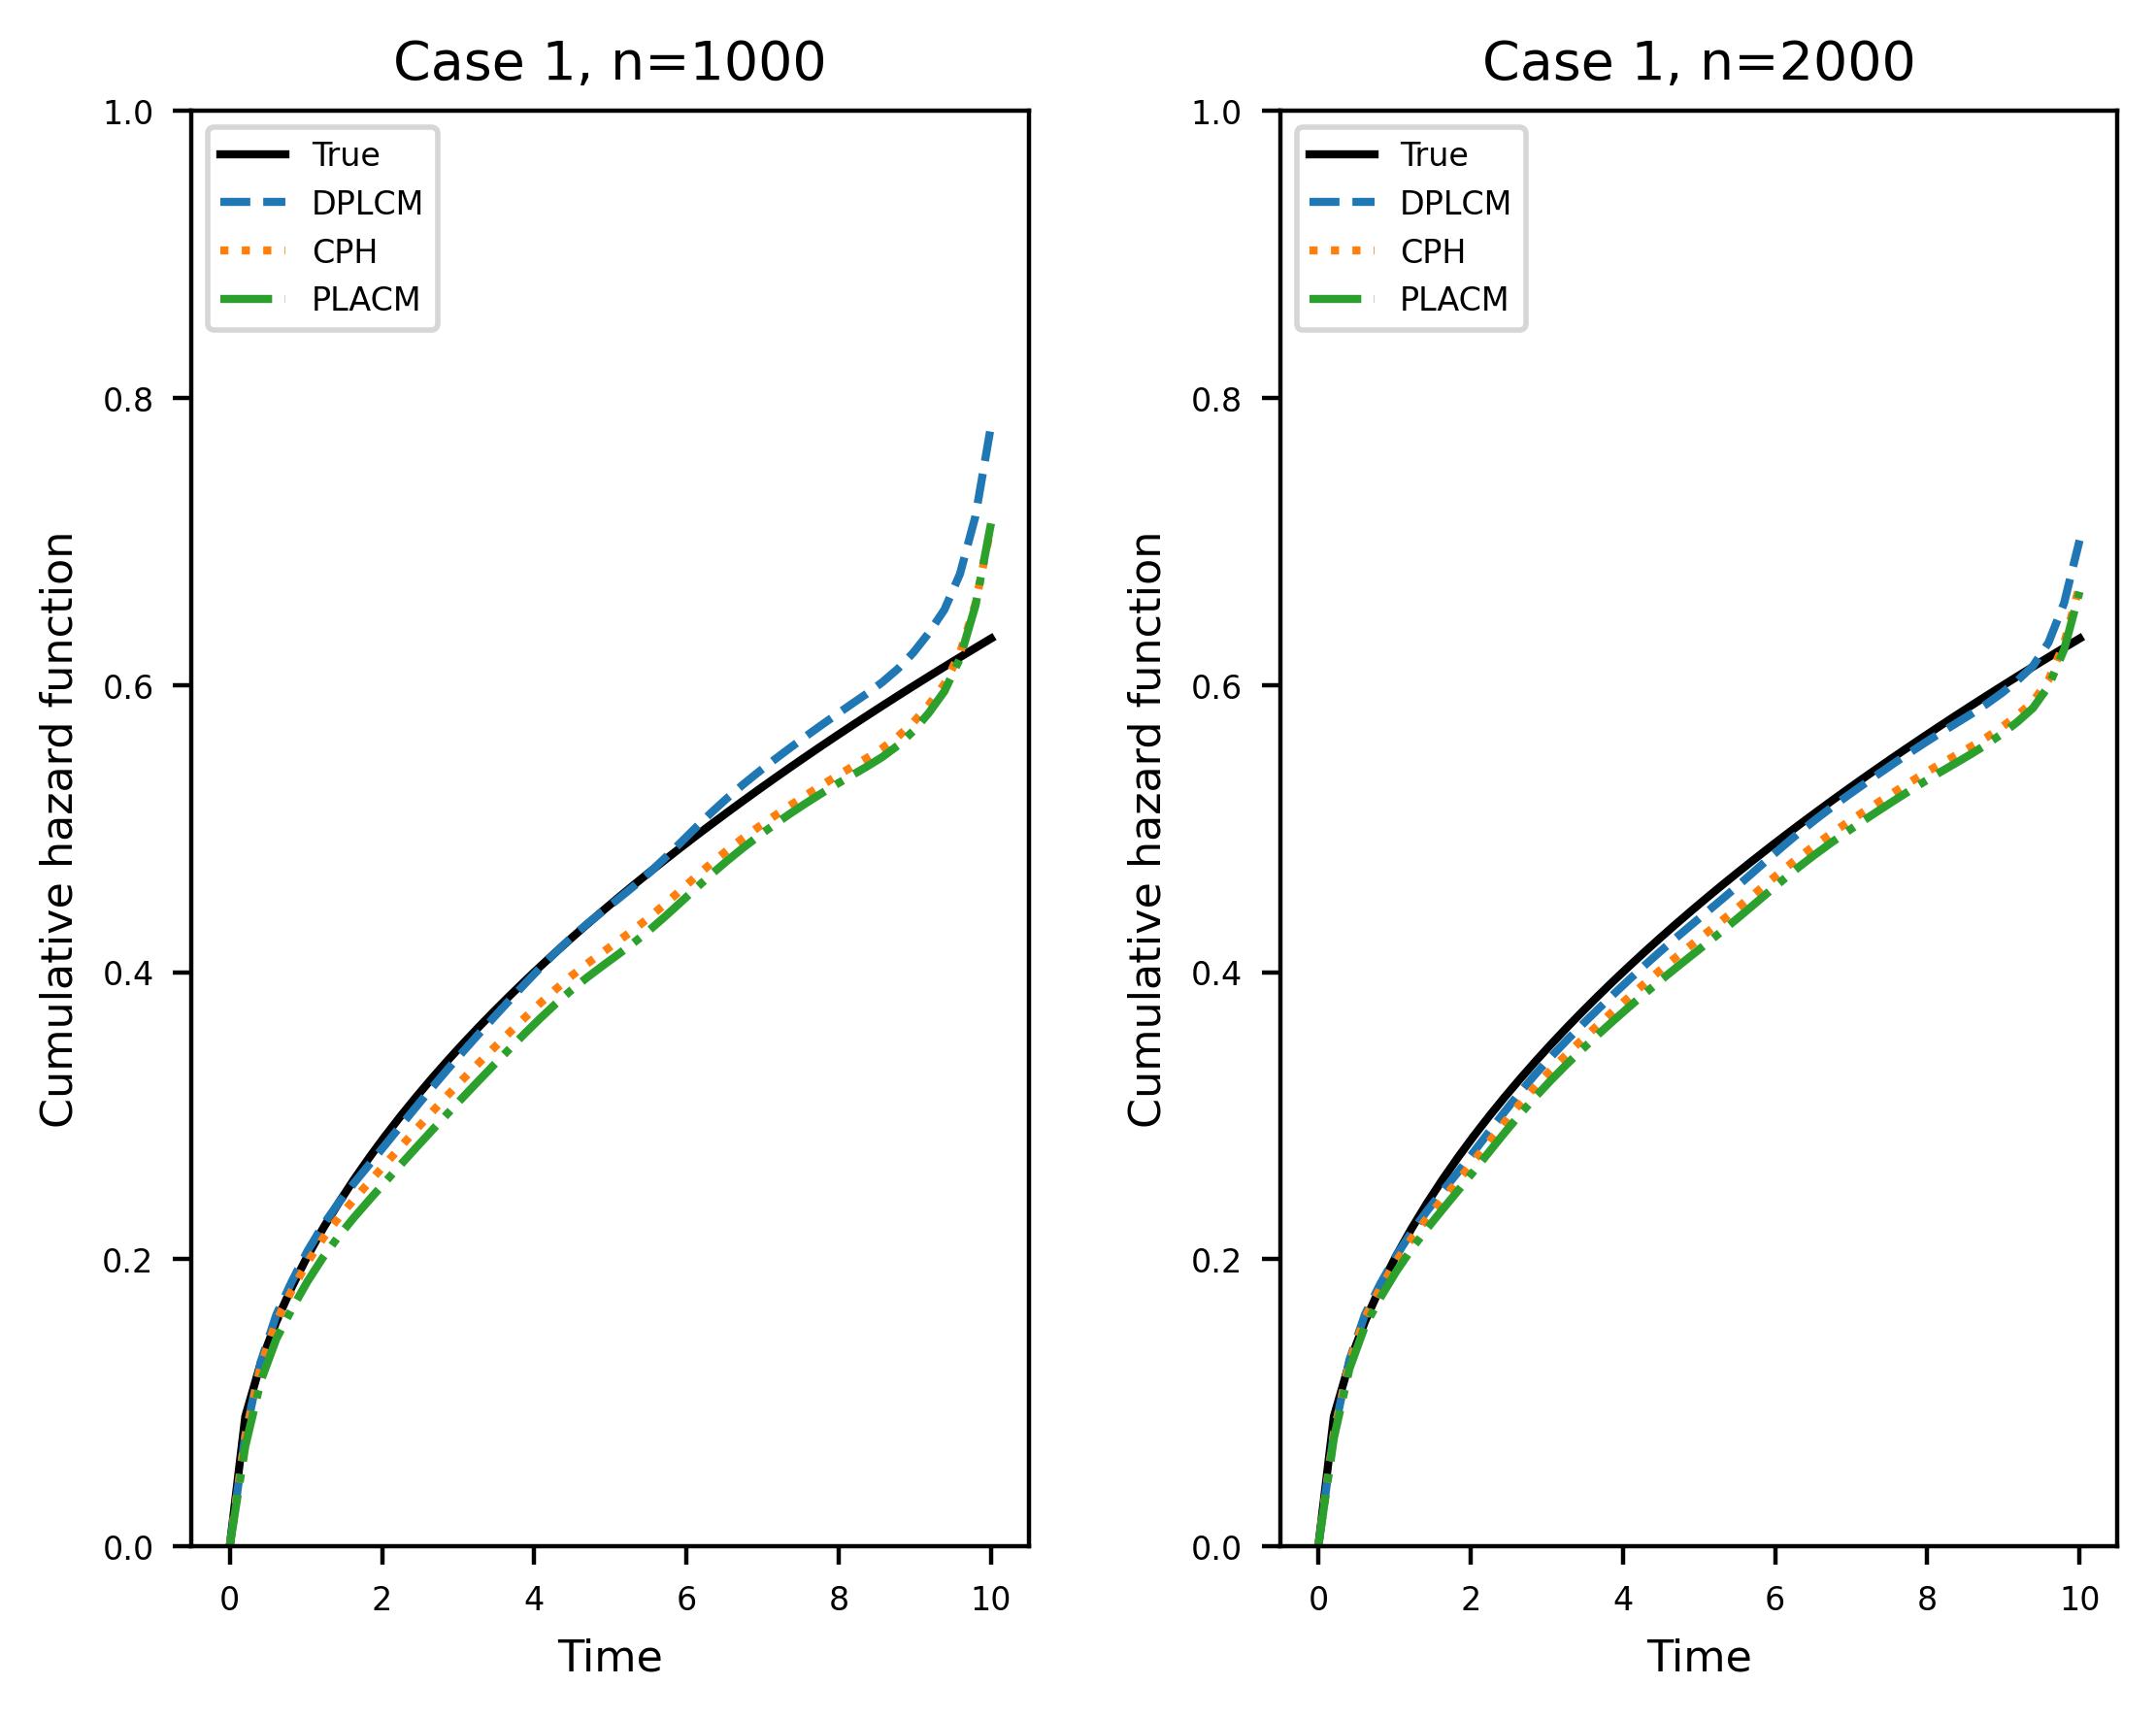 Case 1, n=1000
1.0
0.8
0.6
0.4
0.2
0.0
Cumulative hazard function
True
DPLCM
CPH
PLACM
0 2 4 6 8 10
Time
Case 1, n=2000
1.0
0.8
0.6
0.4
0.2
0.0
Cumulative hazard function
True
DPLCM
CPH
PLACM
0 2 4 6 8 10
Time